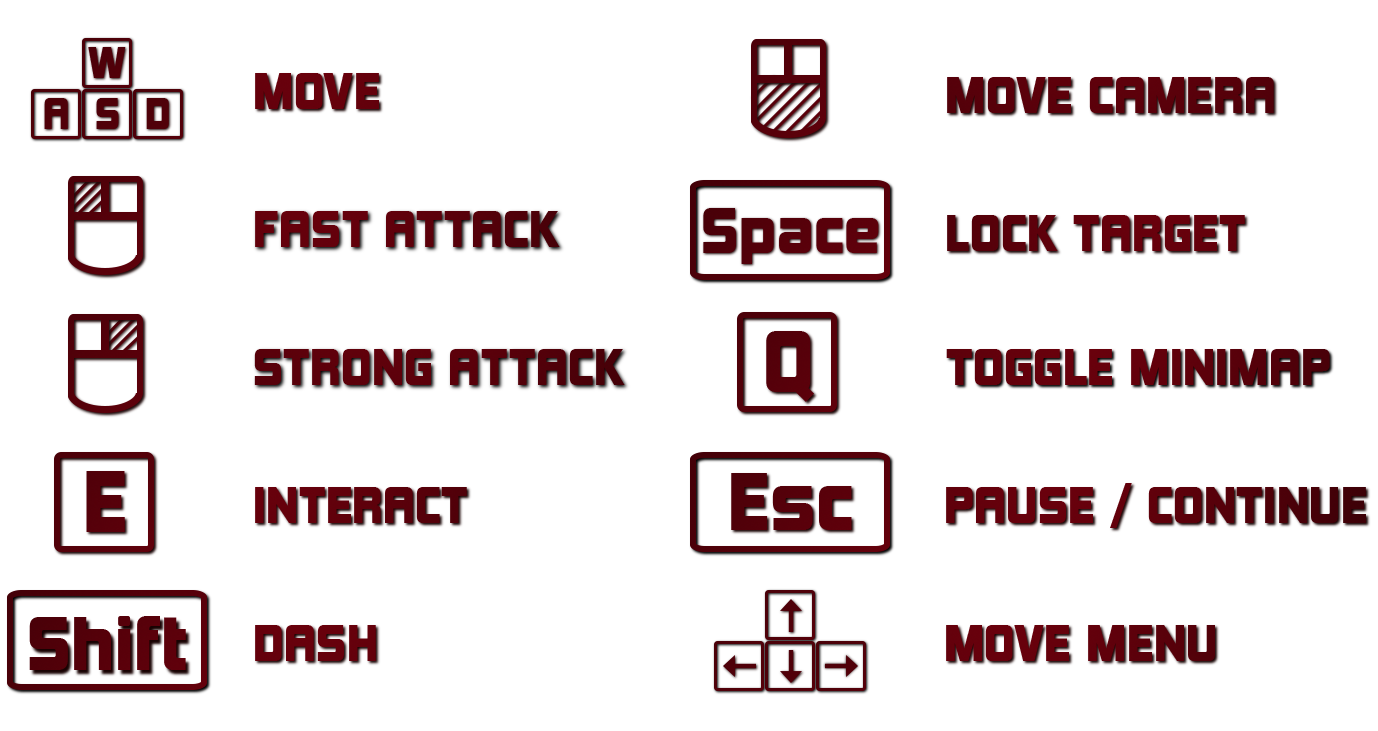 W
A S D
MOVE
FAST ATTACK
STRONG ATTACK
E
INTERACT
Shift
DASH
MOVE CAMERA
Space
LOCK TARGET
Q
TOGGLE MINIMAP
Esc
PAUSE / CONTINUE
↑
← ↓ →
MOVE MENU